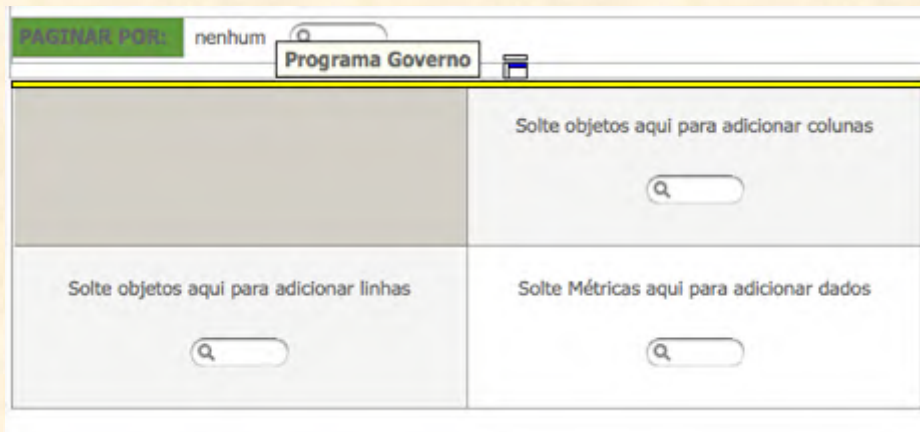 PAGINAR POR: nenhum
Programa Governo
Solte objetos aqui para adicionar colunas
Solte objetos aqui para adicionar linhas
Solte Métricas aqui para adicionar dados